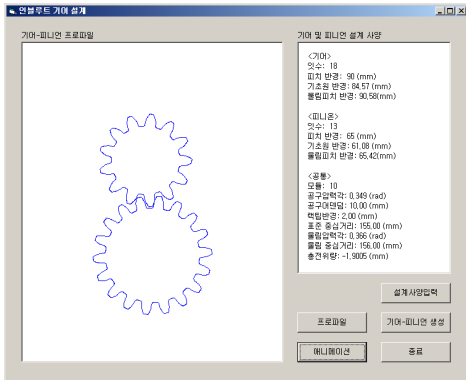 인볼루트 기어 설계
기어-피니언 프로파일
기어 및 피니언 설계 사양
<기어>
잇수: 18
피치 반경: 90 (mm)
기초원 반경: 84,57 (mm)
물림피치 반경: 90,58(mm)
<피니온>
잇수: 13
피치 반경: 65 (mm)
기초원 반경: 61,08 (mm)
물림피치 반경: 65,42(mm)
<공통>
모듈: 10
공구압력각: 0,349 (rad)
공구어덴덤: 10,00 (mm)
팩팁반경: 2,00 (mm)
표준 중심거리: 155,00 (mm)
물림압력각: 0,366 (rad)
물림 중심거리: 156,00 (mm)
총전위량: -1,9005 (mm)
설계사양입력
프로파일
기어-피니언 생성
애니메이션
종료